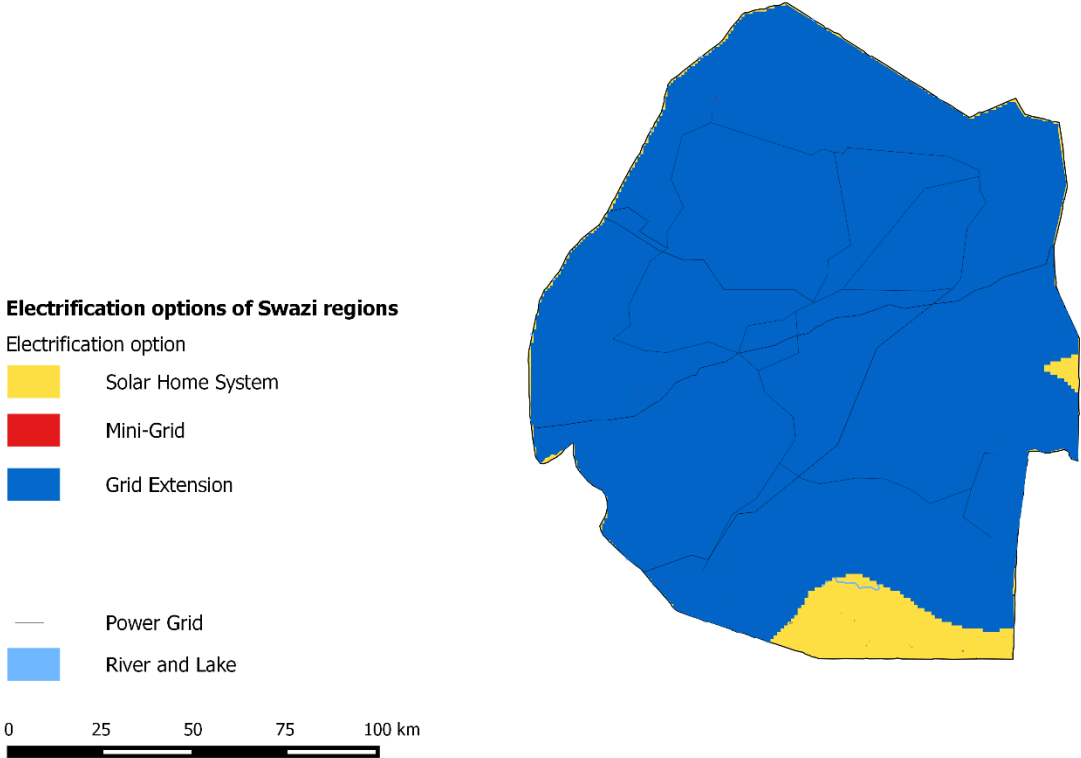 Electrification options of Swazi regions
Electrification option
Solar Home System
Mini-Grid
Grid Extension
Power Grid
River and Lake
0 25 50 75 100 km